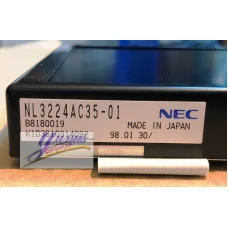 NL3224AC35-01
NEC
B8180019
MADE IN JAPAN
98.01.30/